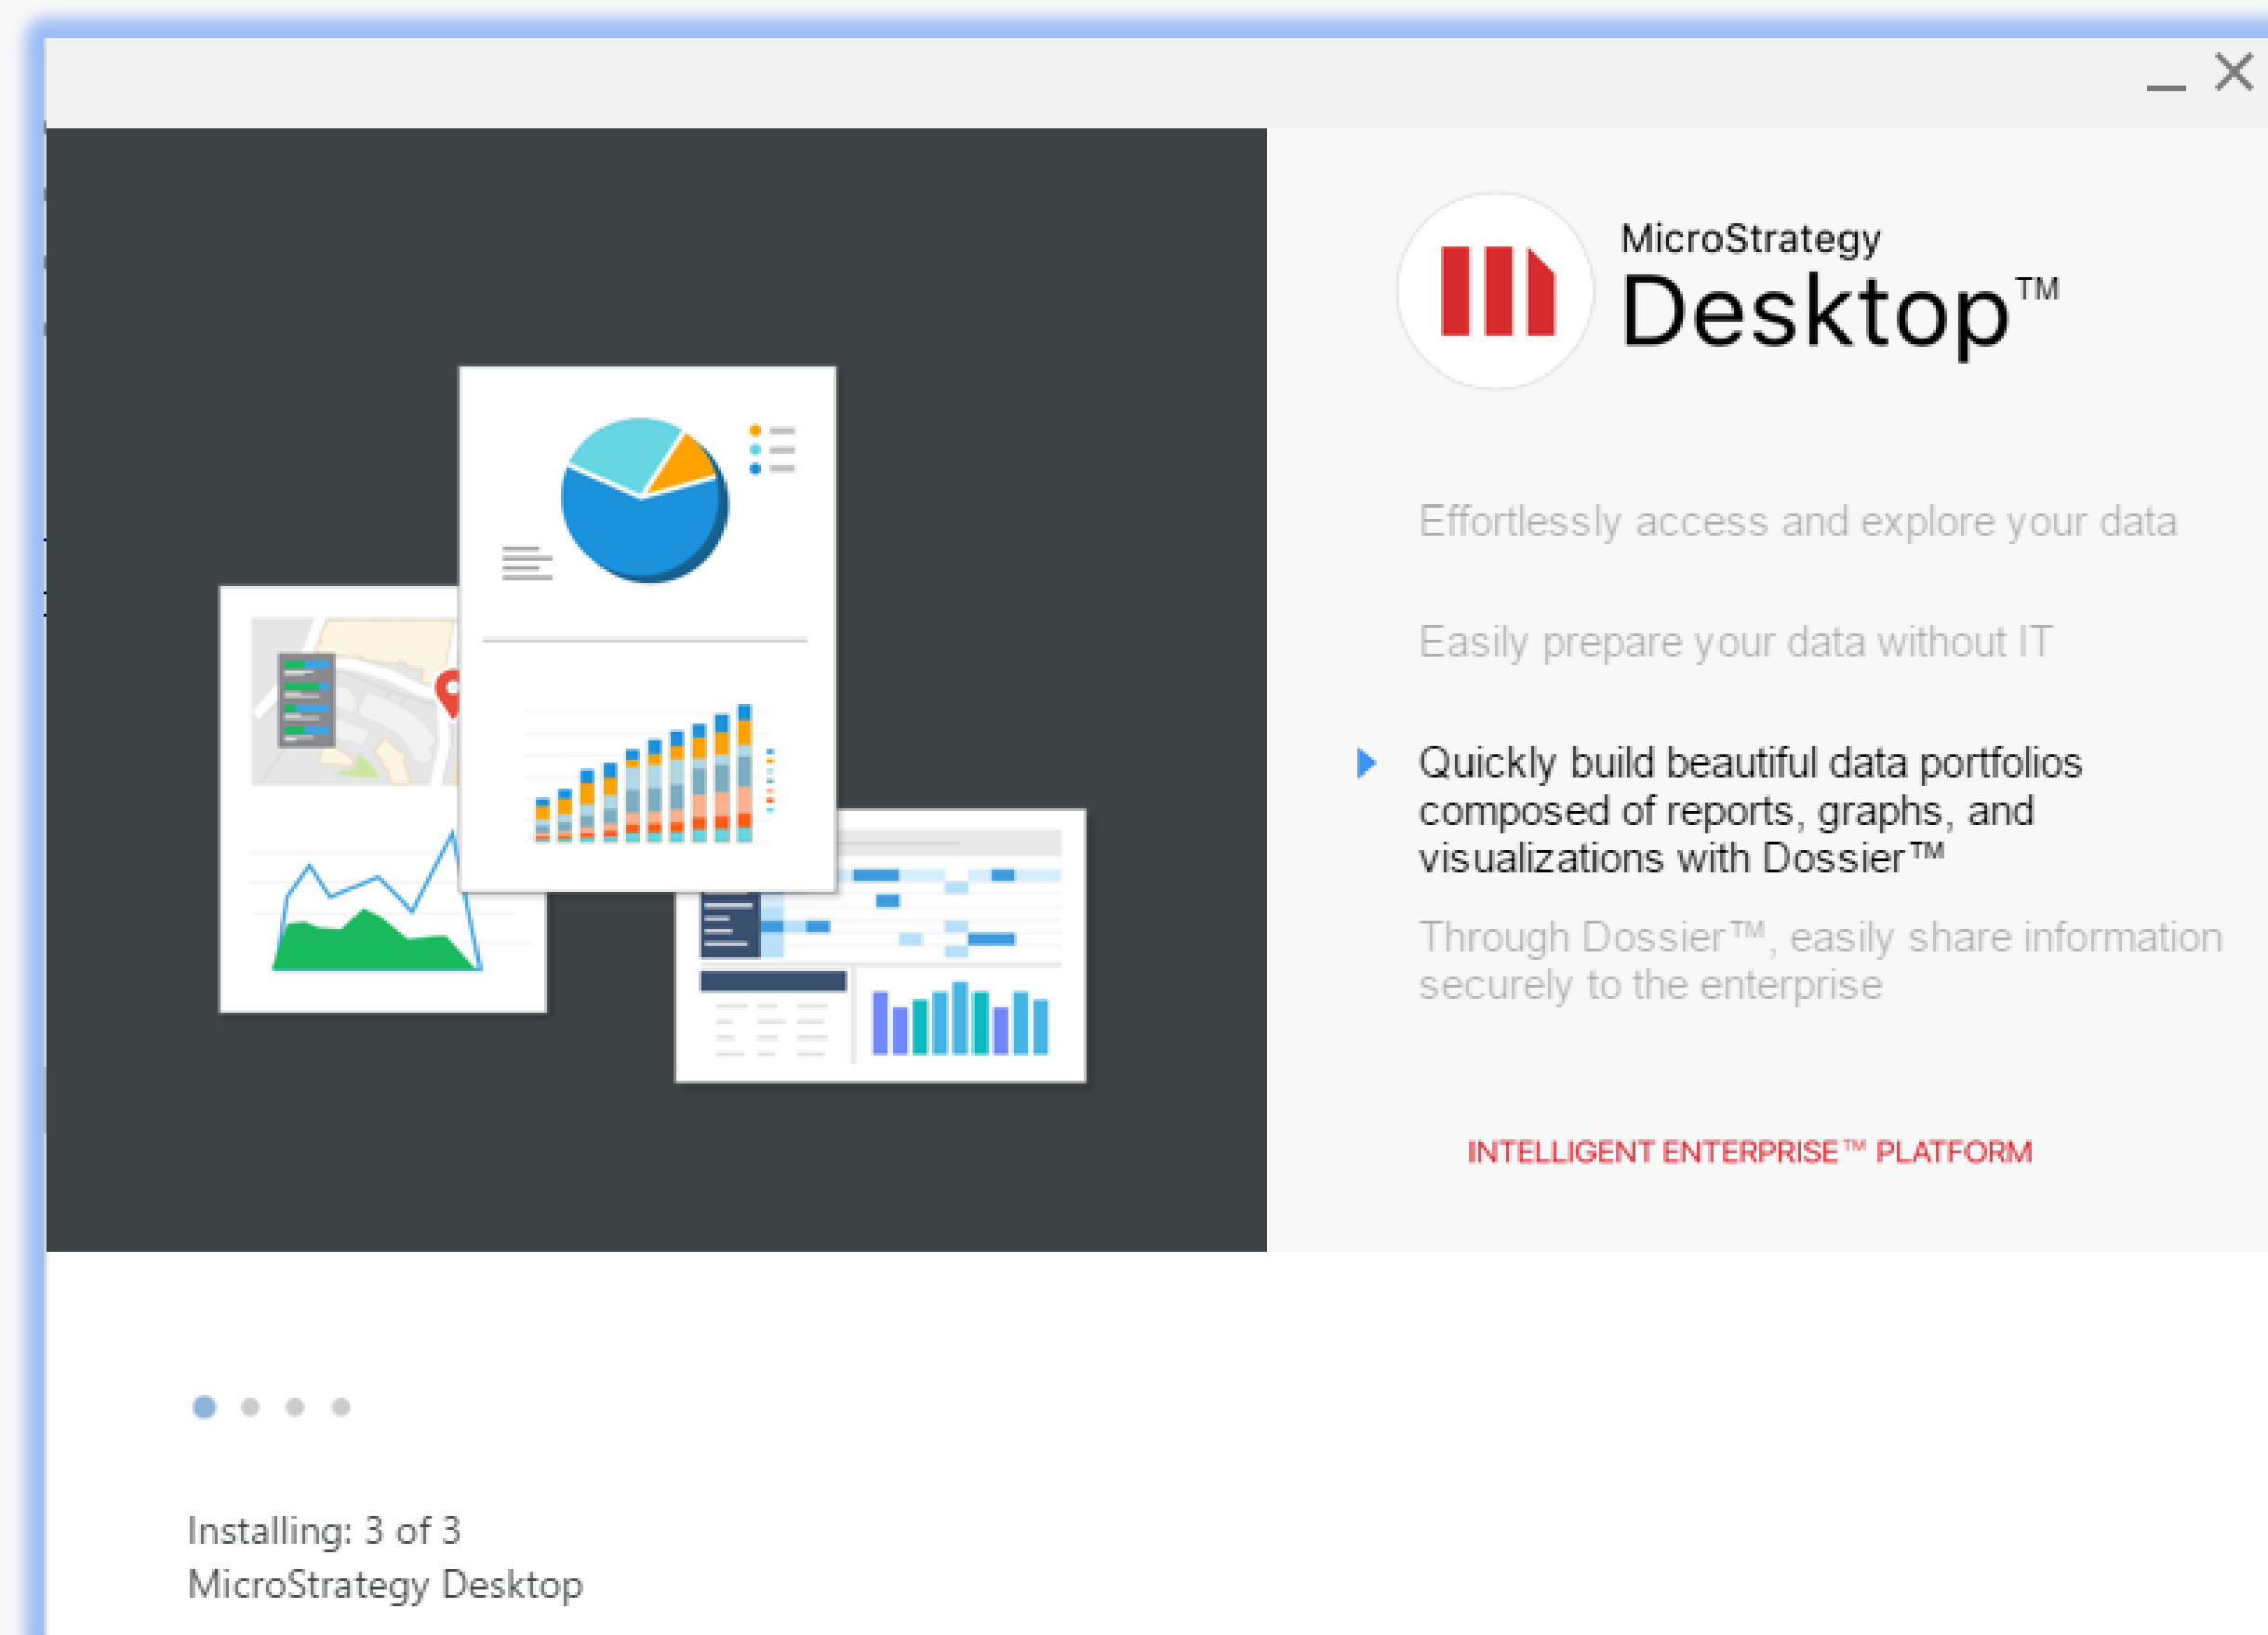 MicroStrategy
Desktop™
Effortlessly access and explore your data
Easily prepare your data without IT
Quickly build beautiful data portfolios
composed of reports, graphs, and
visualizations with Dossier™
Through Dossier™, easily share information
securely to the enterprise
INTELLIGENT ENTERPRISE™ PLATFORM
Installing: 3 of 3
MicroStrategy Desktop